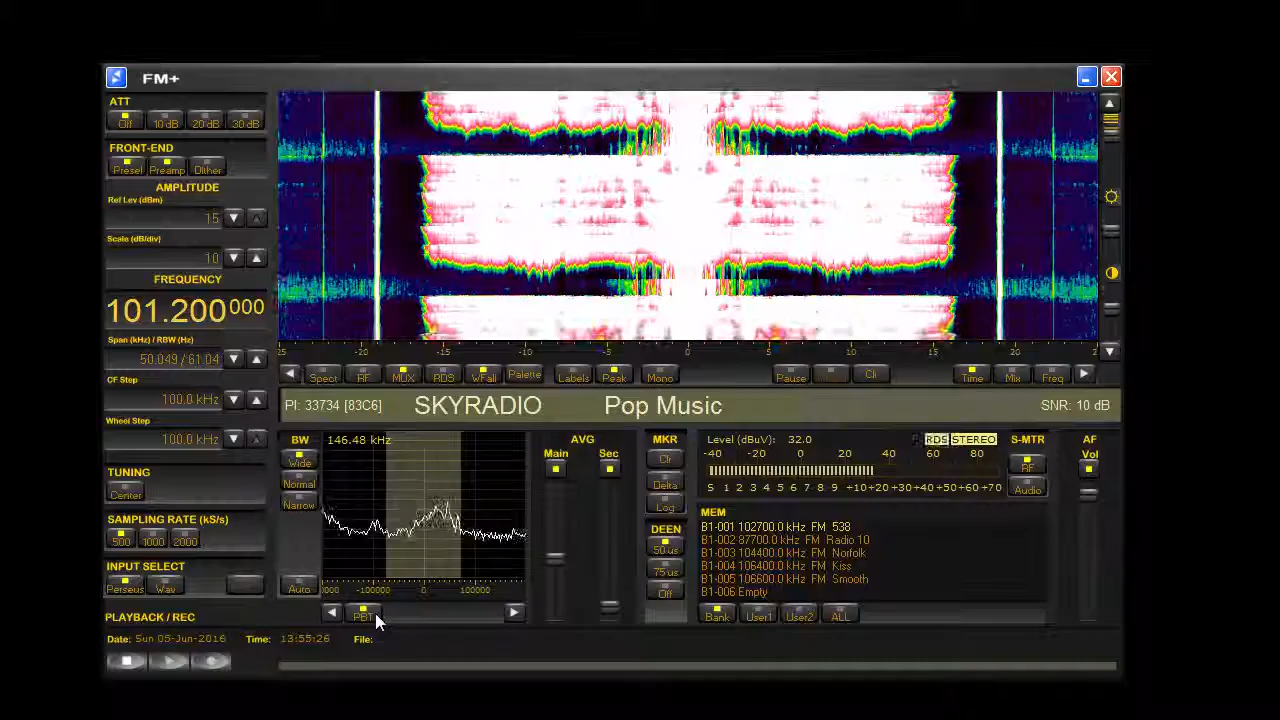 FM+
ATT
Off 10 dB 20 dB 30 dB
FRONT-END
Presel Preamp Dither
AMPLITUDE
Ref Lev (dBm)
15
Scale (dB/div)
10
FREQUENCY
101.200000
Span (kHz) / RBW (Hz)
50.049 / 61.04
CF Step
100.0 kHz
Wheel Step
100.0 kHz
TUNING
Center
SAMPLING RATE (kS/s)
500 1000 2000
INPUT SELECT
Perseus Wav
PLAYBACK / REC
Date: Sun 05-Jun-2016 Time: 13:55:26 File:
25 -20 -15 -10 -5 0 5 10 15 20
Spect RF MUX RDS WFall Palette Labels Peak Mono Pause Clr Time Mix Freq
PI: 33734 [83C6] SKYRADIO Pop Music SNR: 10 dB
BW 146.48 kHz
Wide
Normal
Narrow
Auto
-100000 0 100000
PBT
AVG
Main Sec
MKR
Clr
Delta
Log
DEEN
50 us
75 us
Off
Level (dBuV): 32.0 RDS STEREO
-40 -20 0 20 40 60 80
S 1 2 3 4 5 6 7 8 9 +10+20+30+40+50+60+70
S-MTR
RF
Audio
AF
Vol
MEM
B1-001 102700.0 kHz FM 538
B1-002 87700.0 kHz FM Radio 10
B1-003 104400.0 kHz FM Norfolk
B1-004 106400.0 kHz FM Kiss
B1-005 106600.0 kHz FM Smooth
B1-006 Empty
Bank User1 User2 ALL